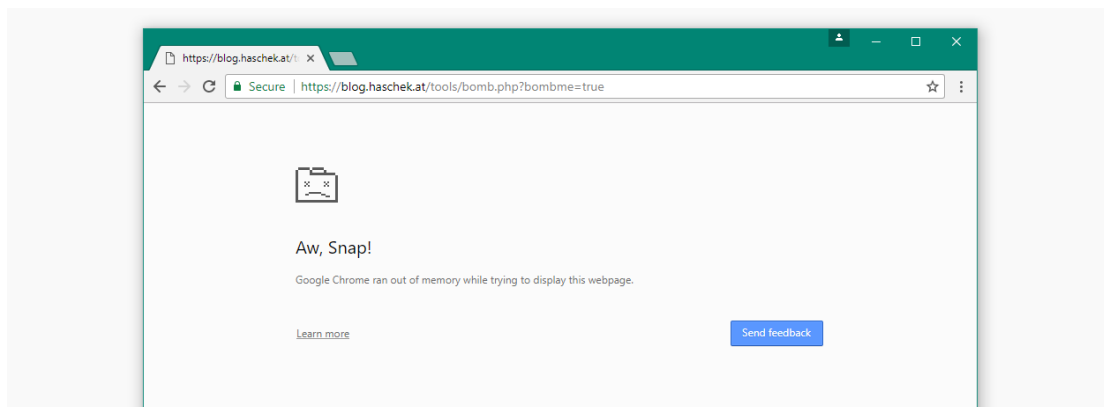 https://blog.haschek.at/t
Secure | https://blog.haschek.at/tools/bomb.php?bombme=true
Aw, Snap!
Google Chrome ran out of memory while trying to display this webpage.
Learn more
Send feedback